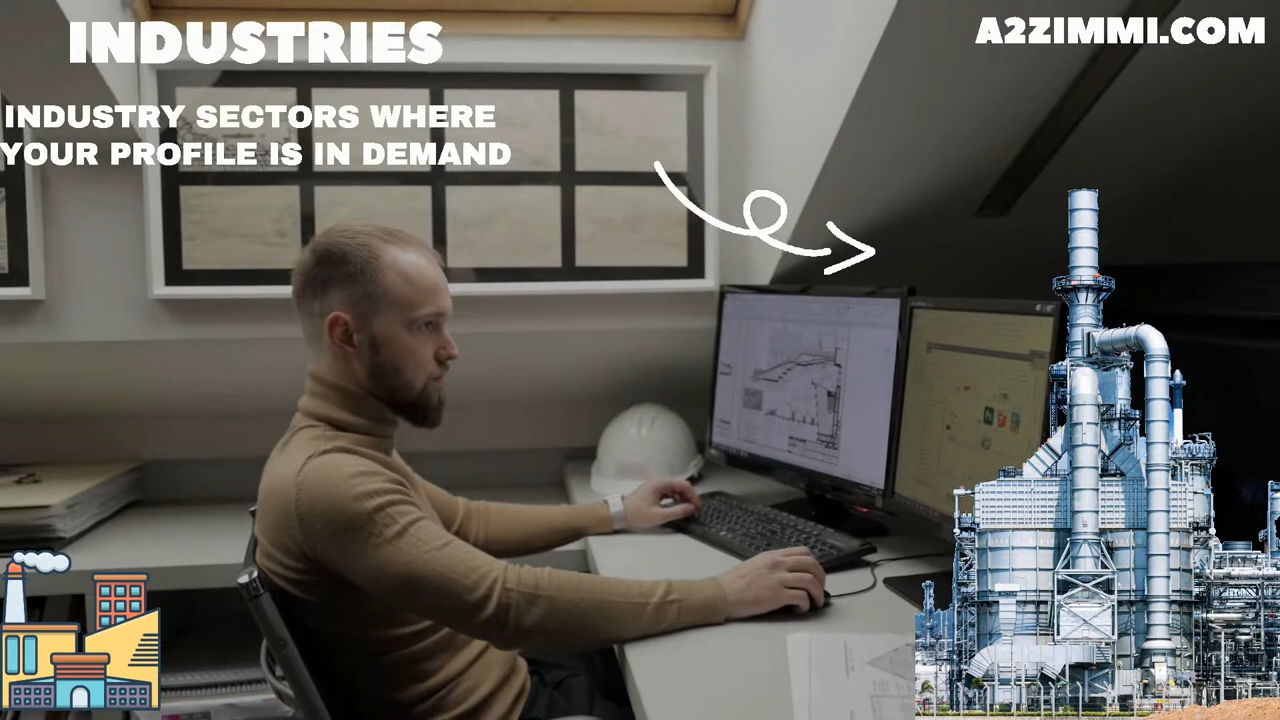 INDUSTRIES
A2ZIMMI.COM
INDUSTRY SECTORS WHERE
YOUR PROFILE IS IN DEMAND